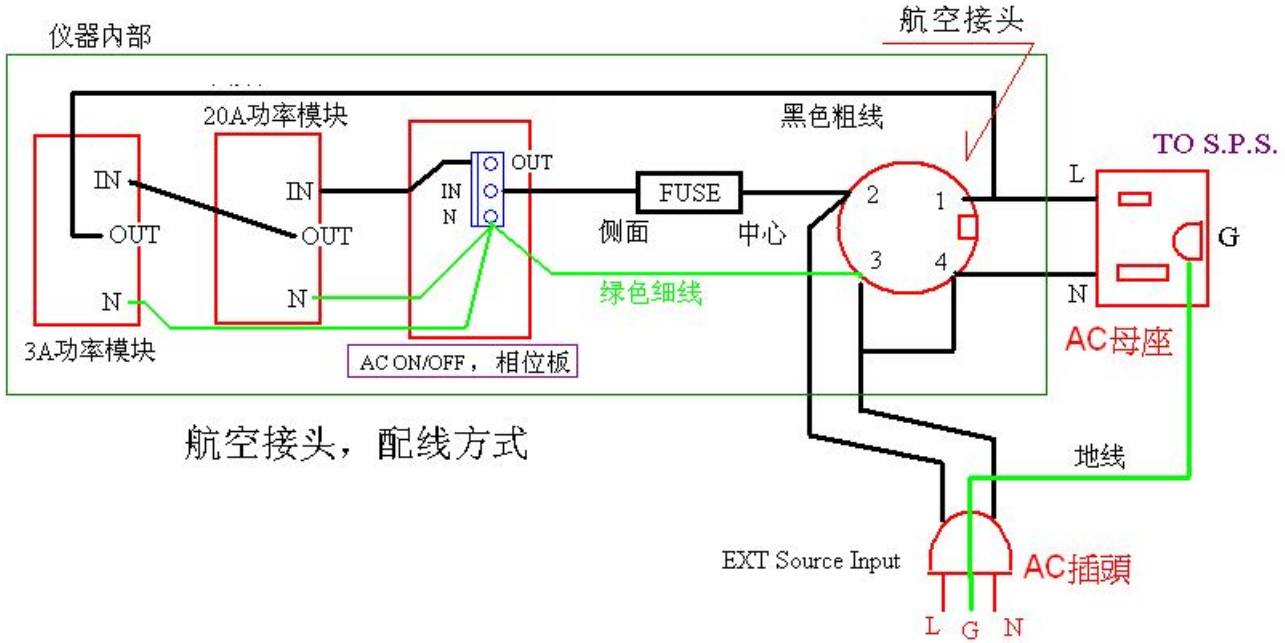 航空接头
仪器内部
20A功率模块
黑色粗线
TO S.P.S.
IN
OUT
N
3A功率模块
IN
OUT
N
OUT
IN
N
FUSE
侧面
中心
绿色细线
AC ON/OFF，相位板
2
1
3
4
L
N
G
AC母座
航空接头，配线方式
地线
EXT Source Input
AC插頭
L
G
N